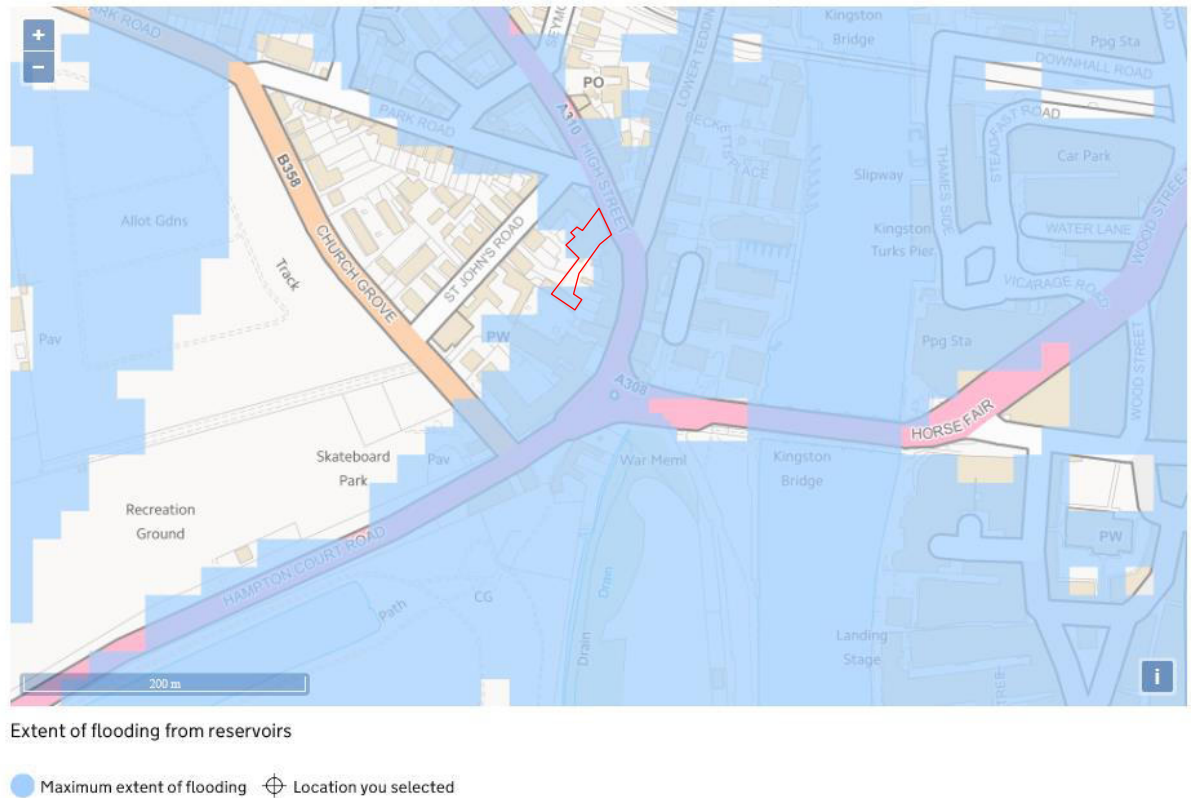 +
−
ARK ROAD
SEYMO
LOWER TEDDING
Kingston
Bridge
Ppg Sta
DOWNHALL ROAD
PO
STEADFAST ROAD
A310 HIGH STREET
PARK ROAD
BECKETT PLACE
THAMES SIDE
Car Park
B358
Slipway
WOOD STREET
Allot Gdns
Kingston
Turks Pier
WATER LANE
CHURCH GROVE
ST JOHN'S ROAD
Track
VICARAGE ROAD
Pav
PW
Ppg Sta
WOOD STREET
A308
HORSE FAIR
Skateboard
Park
Pav
War Meml
Kingston
Bridge
Recreation
Ground
PW
HAMPTON COURT ROAD
Path
CG
Drain
Drain
Landing
Stage
200 m
i
Extent of flooding from reservoirs
Maximum extent of flooding
Location you selected